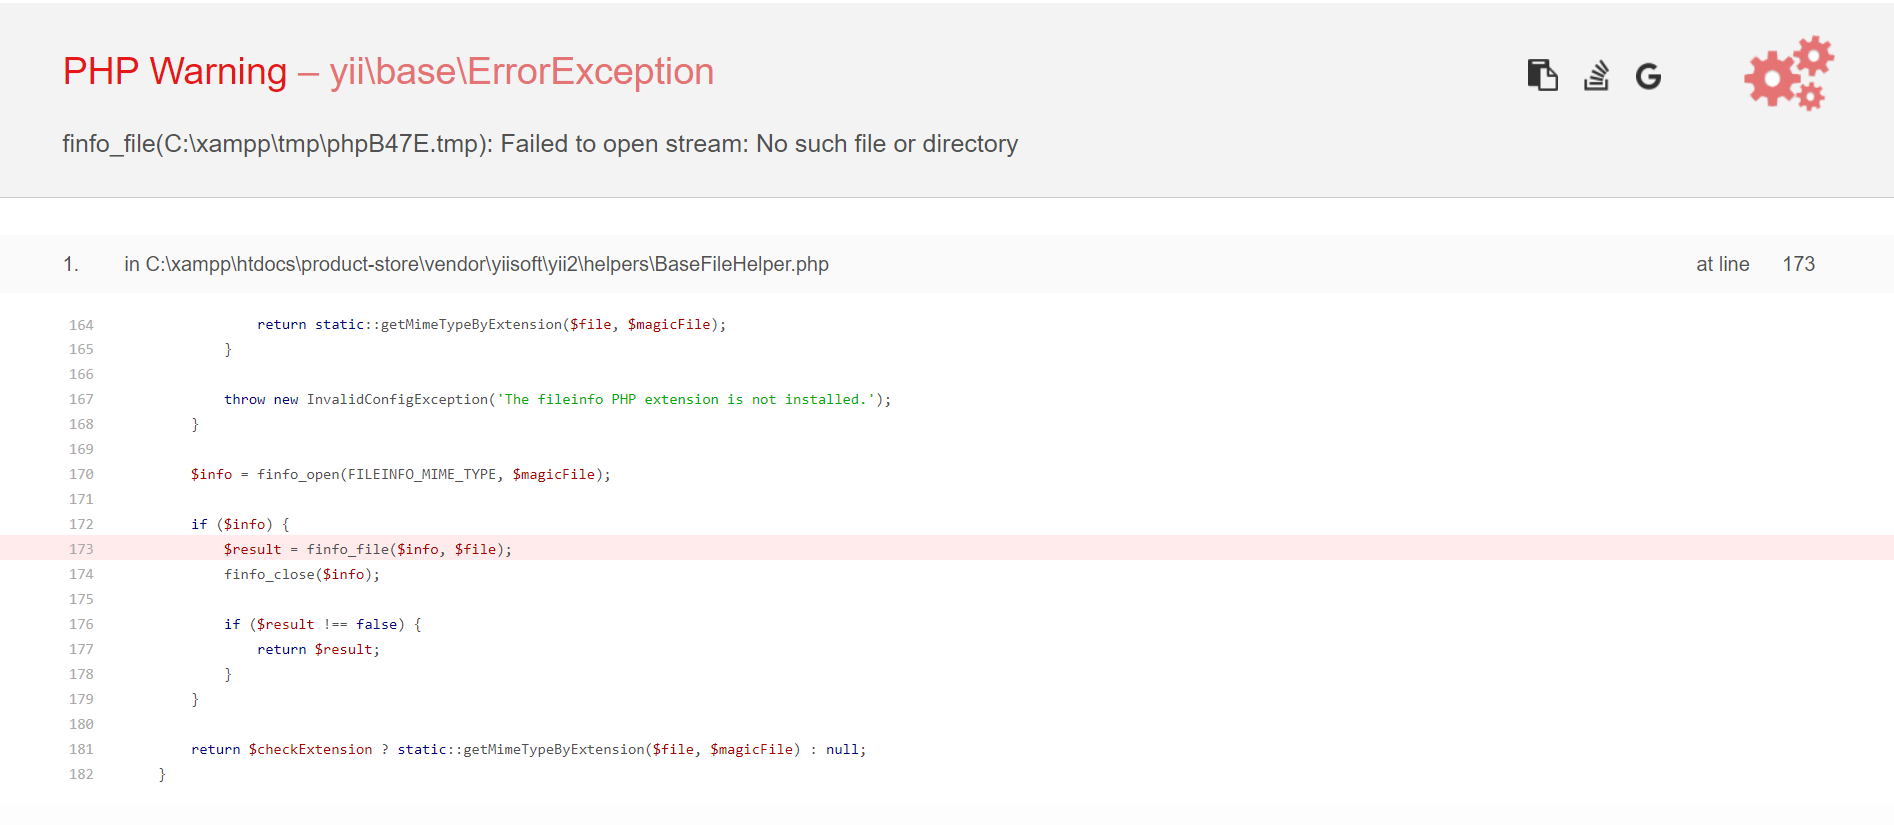 PHP Warning – yii\base\ErrorException
finfo_file(C:\xampp\tmp\phpB47E.tmp): Failed to open stream: No such file or directory
1. in C:\xampp\htdocs\product-store\vendor\yiisoft\yii2\helpers\BaseFileHelper.php at line 173
164                 return static::getMimeTypeByExtension($file, $magicFile);
165             }
166
167             throw new InvalidConfigException('The fileinfo PHP extension is not installed.');
168         }
169
170         $info = finfo_open(FILEINFO_MIME_TYPE, $magicFile);
171
172         if ($info) {
173             $result = finfo_file($info, $file);
174             finfo_close($info);
175
176             if ($result !== false) {
177                 return $result;
178             }
179         }
180
181         return $checkExtension ? static::getMimeTypeByExtension($file, $magicFile) : null;
182     }